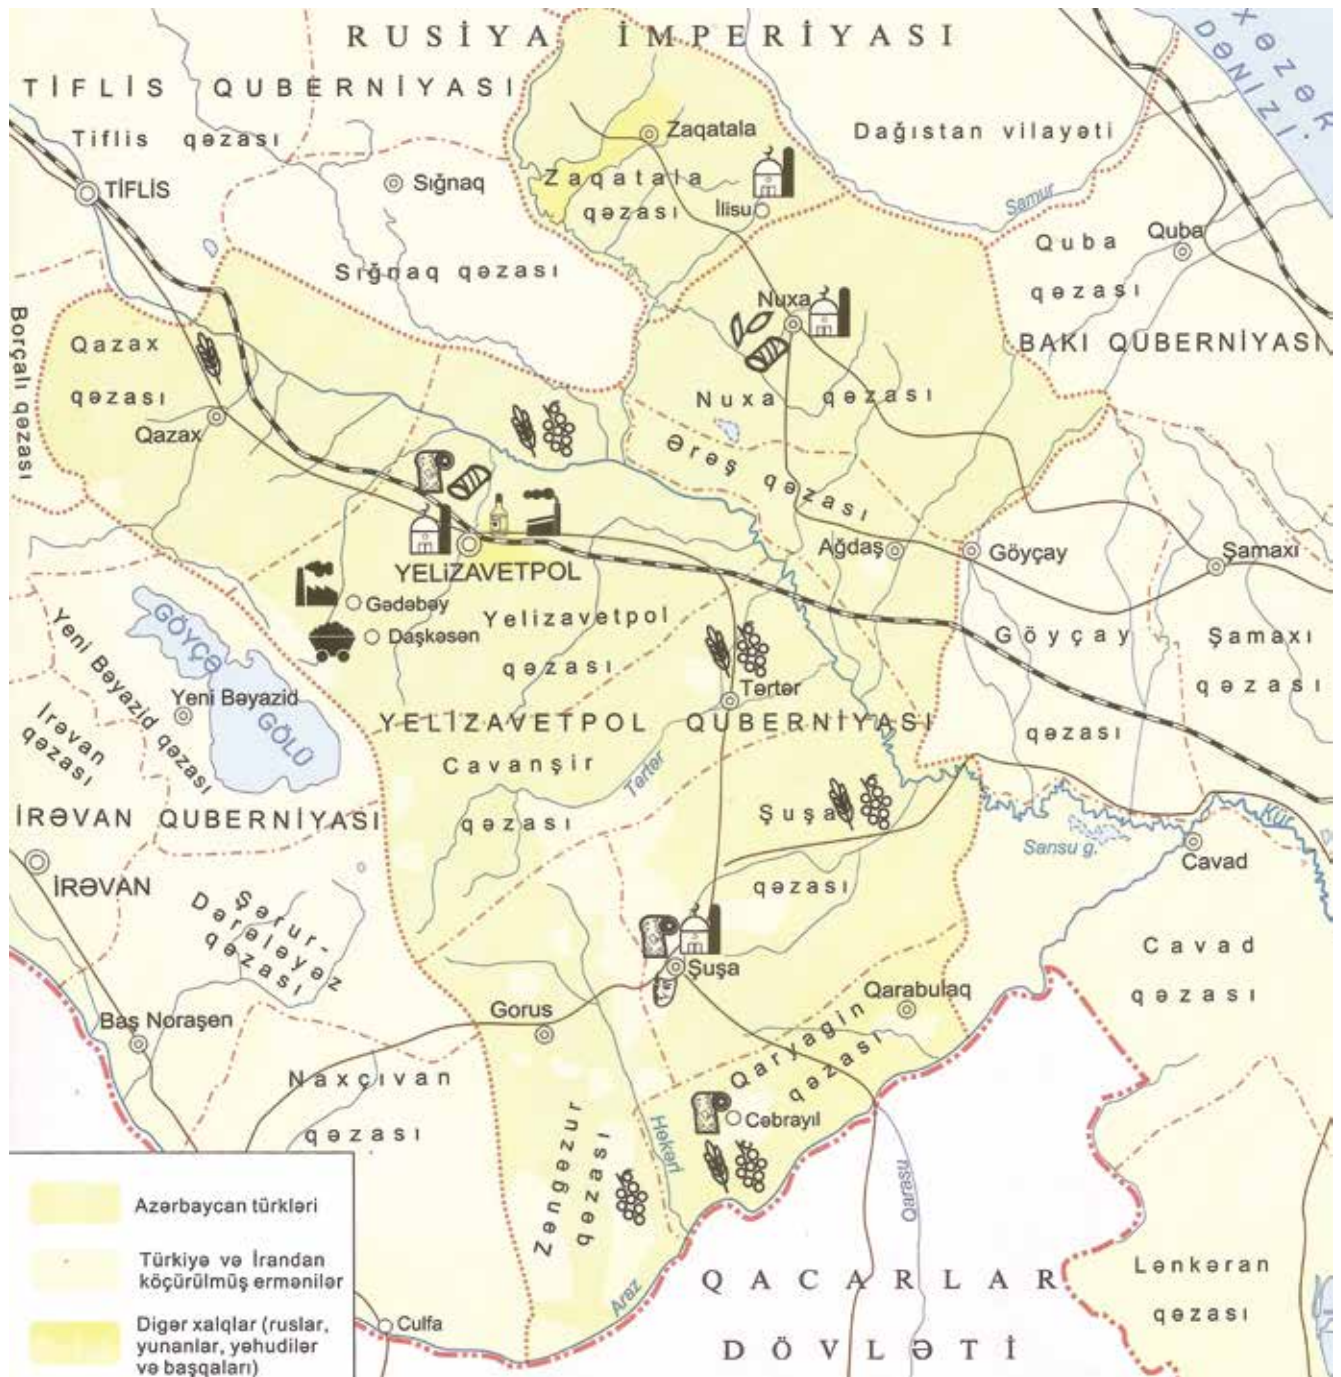 RUSİYA İMPERİYASI
TİFLİS QUBERNİYASI
Tiflis qəzası
TİFLİS
Sığnaq
Sığnaq qəzası
Zaqatala
Zaqatala
qəzası
İlisu
Dağıstan vilayəti
XƏZƏR
DƏNİZİ
Samur
Quba
Quba
qəzası
BAKI QUBERNİYASI
Borçalı qəzası
Qazax
qəzası
Qazax
Nuxa
Nuxa qəzası
Ərəş qəzası
Ağdaş
Göyçay
Şamaxı
YELİZAVETPOL
Gədəbəy
Daşkəsən
Yelizavetpol
qəzası
Göyçay
qəzası
Şamaxı
qəzası
GÖYÇƏ
GÖLÜ
Yeni Bəyazid
Yeni Bəyazid qəzası
İrəvan
qəzası
Tərtər
YELİZAVETPOL QUBERNİYASI
Cavanşir
qəzası
Tərtər
Şuşa
qəzası
Sarısu g.
Kür
Cavad
İRƏVAN QUBERNİYASI
İRƏVAN
Şərur-
Dərələyəz
qəzası
Cavad
qəzası
Şuşa
Gorus
Qarabulaq
Qaryagin
qəzası
Baş Noraşen
Naxçıvan
qəzası
Cəbrayıl
Həkəri
Zəngəzur
qəzası
Qarasu
Araz
QACARLAR
DÖVLƏTİ
Lənkəran
qəzası
Culfa
Azərbaycan türkləri
Türkiyə və İrandan
köçürülmüş ermənilər
Digər xalqlar (ruslar,
yunanlar, yəhudilər
və başqaları)